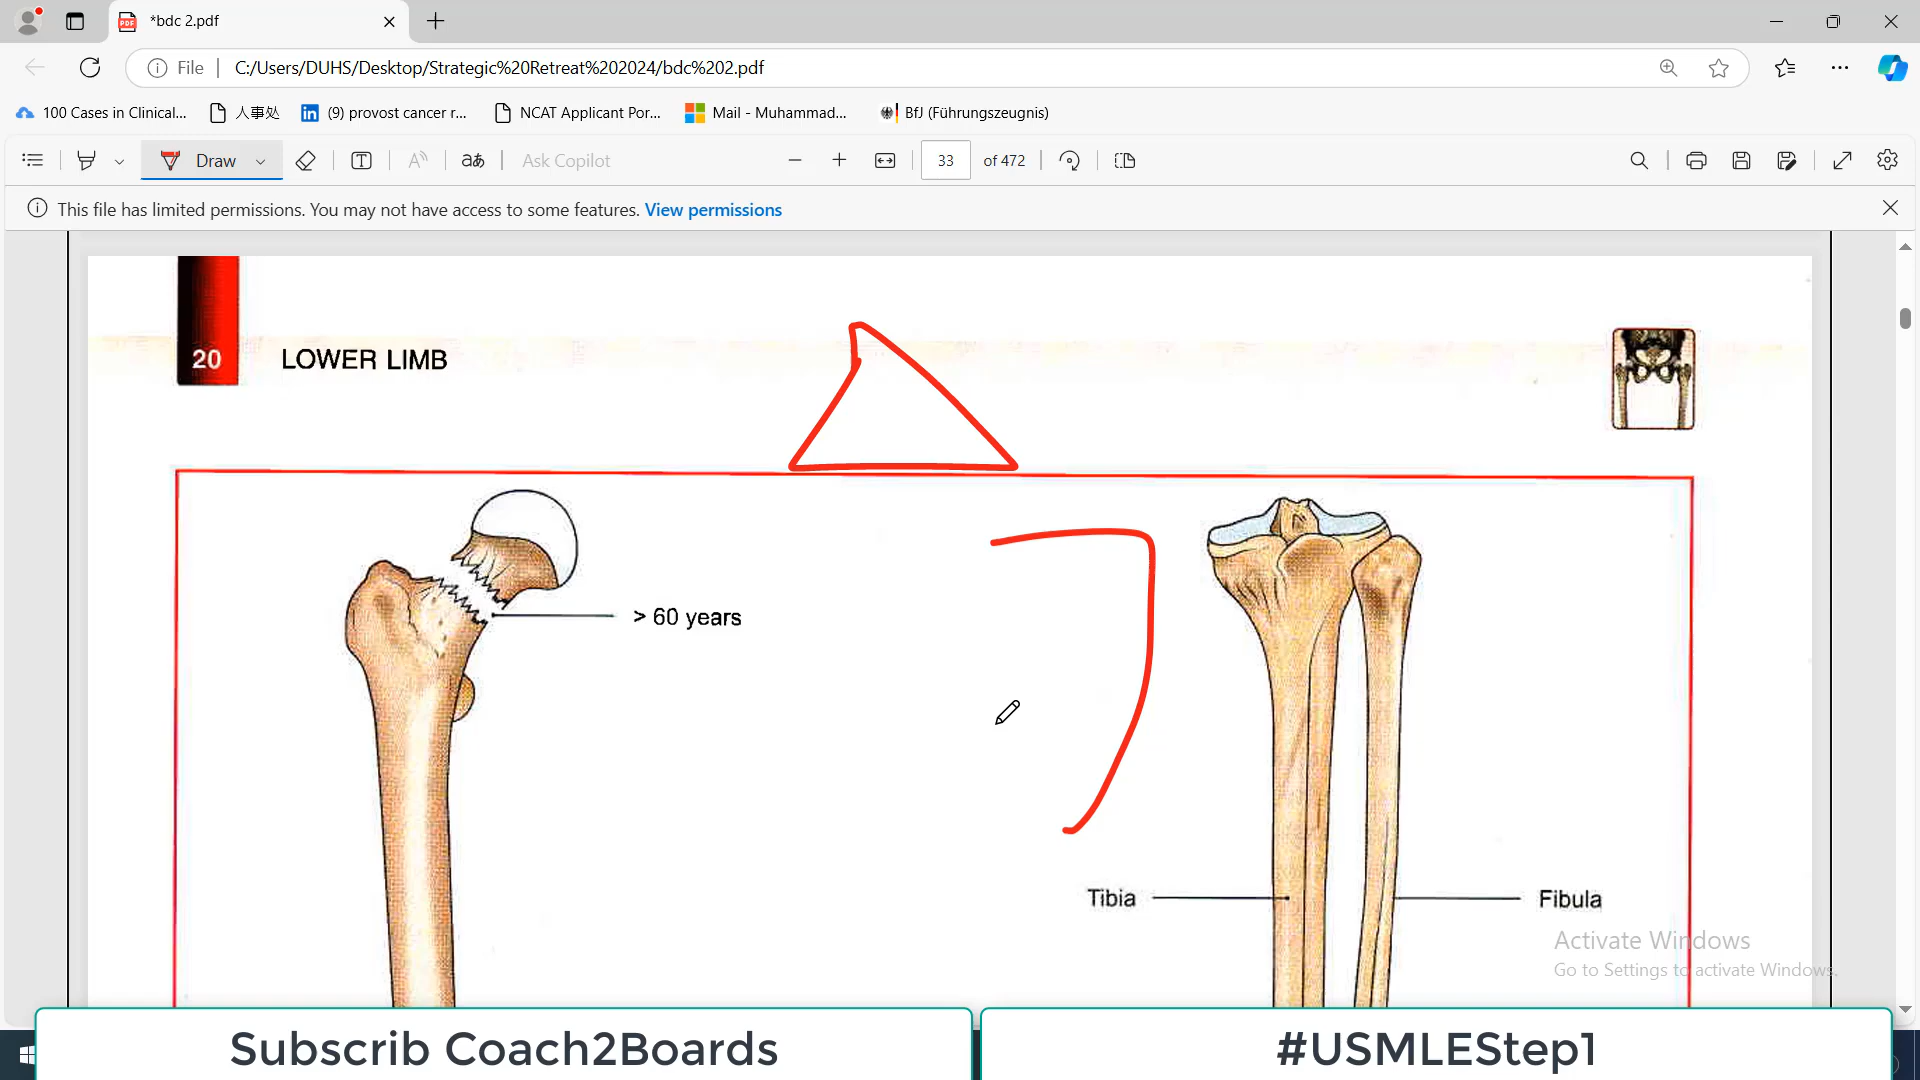 *bdc 2.pdf
File
C:/Users/DUHS/Desktop/Strategic%20Retreat%202024/bdc%202.pdf
100 Cases in Clinical...
人事处
(9) provost cancer r...
NCAT Applicant Por...
Mail - Muhammad...
BfJ (Führungszeugnis)
Draw
Ask Copilot
33 of 472
This file has limited permissions. You may not have access to some features. View permissions
20
LOWER LIMB
> 60 years
Tibia
Fibula
Activate Windows
Go to Settings to activate Windows.
Subscrib Coach2Boards
#USMLEStep1